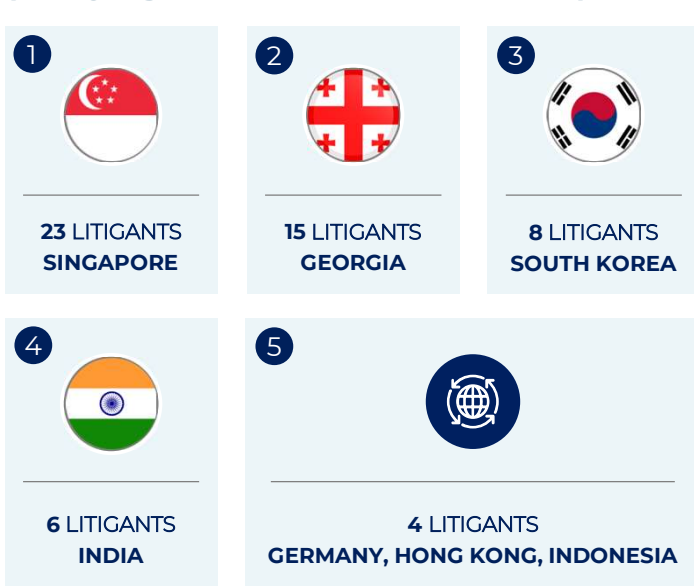 1
2
3
23 LITIGANTS
SINGAPORE
15 LITIGANTS
GEORGIA
8 LITIGANTS
SOUTH KOREA
4
5
6 LITIGANTS
INDIA
4 LITIGANTS
GERMANY, HONG KONG, INDONESIA